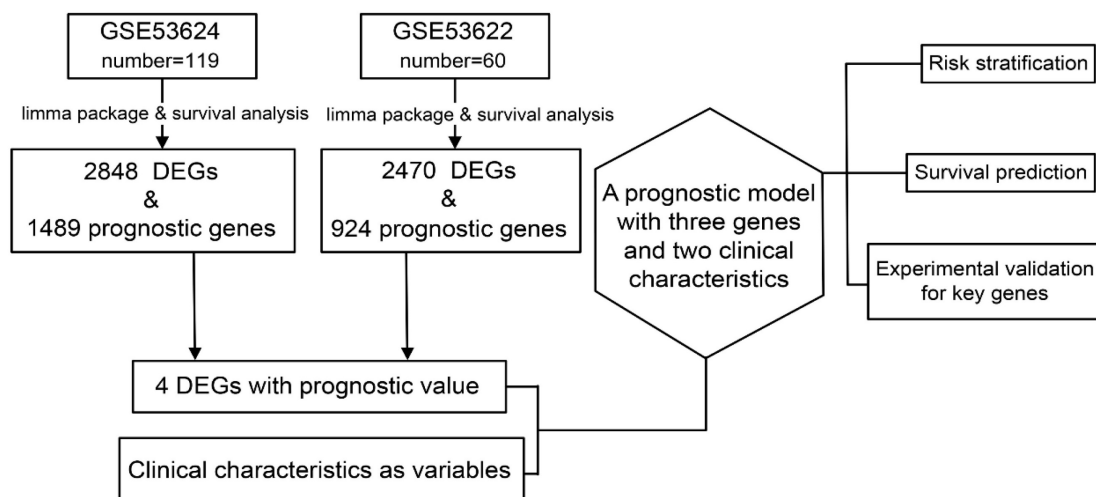 GSE53624
number=119
GSE53622
number=60
limma package & survival analysis
limma package & survival analysis
2848 DEGs
&
1489 prognostic genes
2470 DEGs
&
924 prognostic genes
4 DEGs with prognostic value
Clinical characteristics as variables
A prognostic model
with three genes
and two clinical
characteristics
Risk stratification
Survival prediction
Experimental validation
for key genes